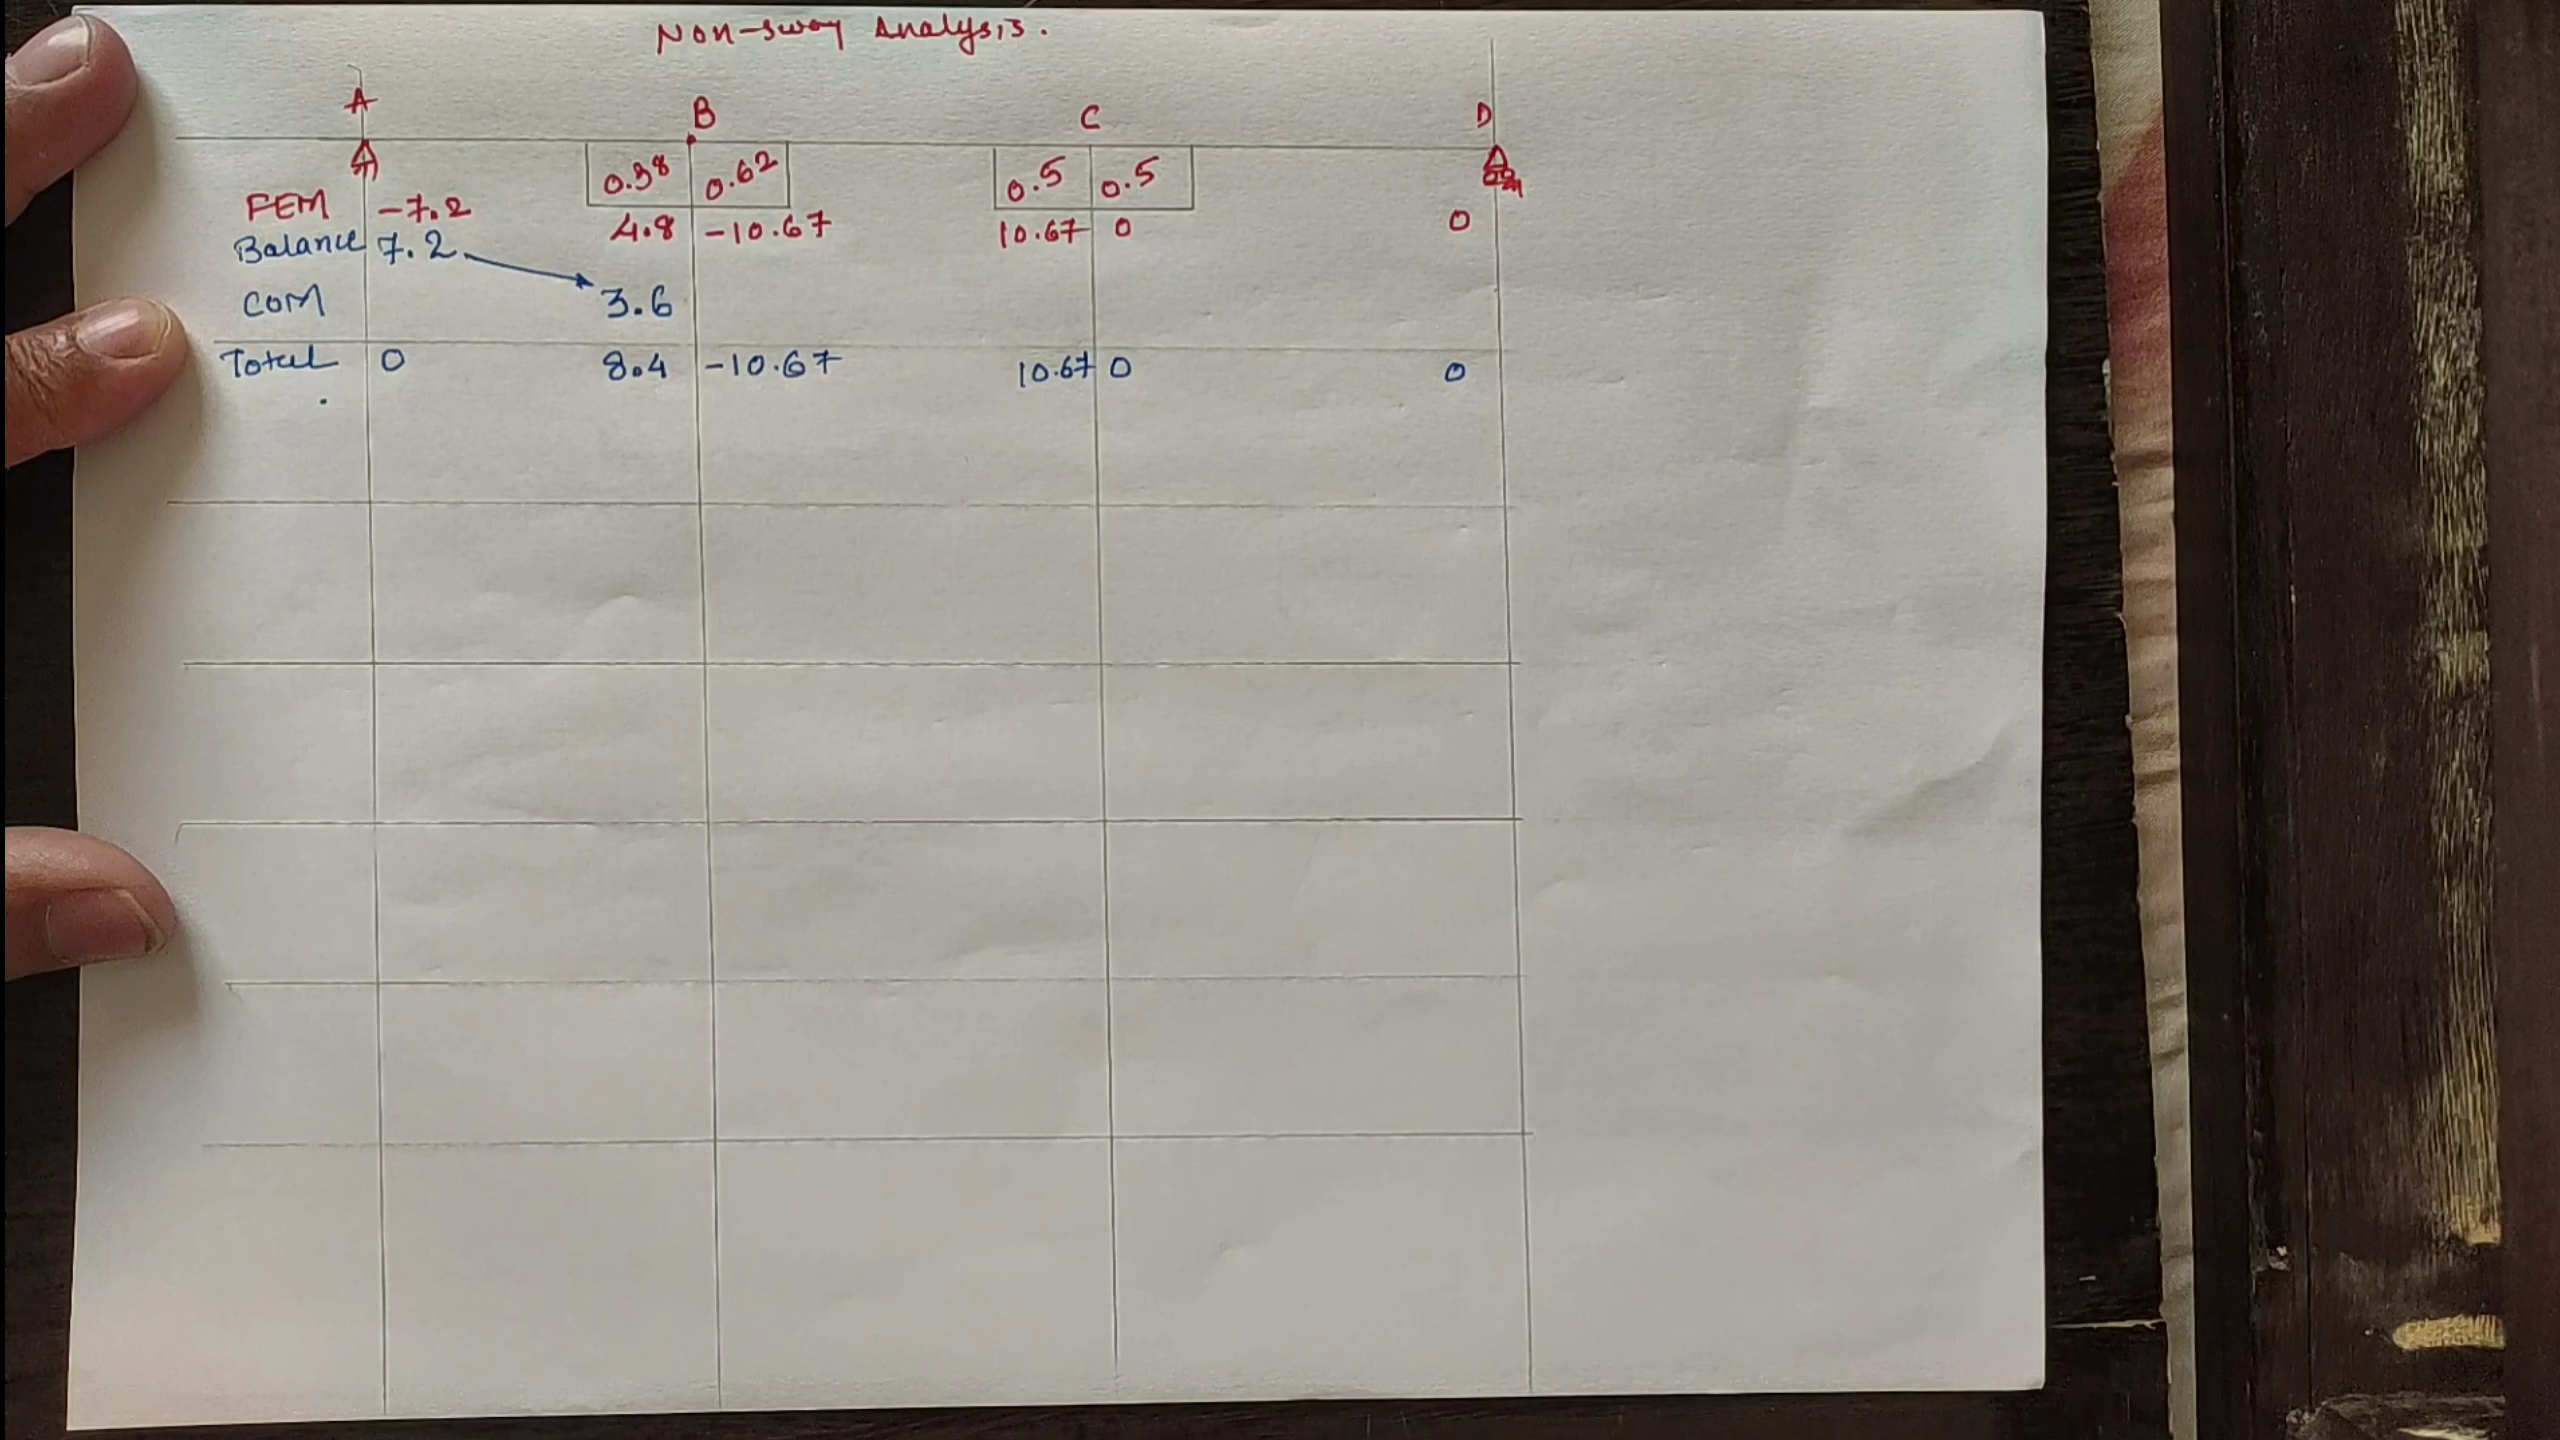 Non-sway Analysis.
A B C D
0.38 0.62 0.5 0.5
FEM -7.2 4.8 -10.67 10.67 0 0
Balance 7.2
COM 3.6
Total 0 8.4 -10.67 10.67 0 0